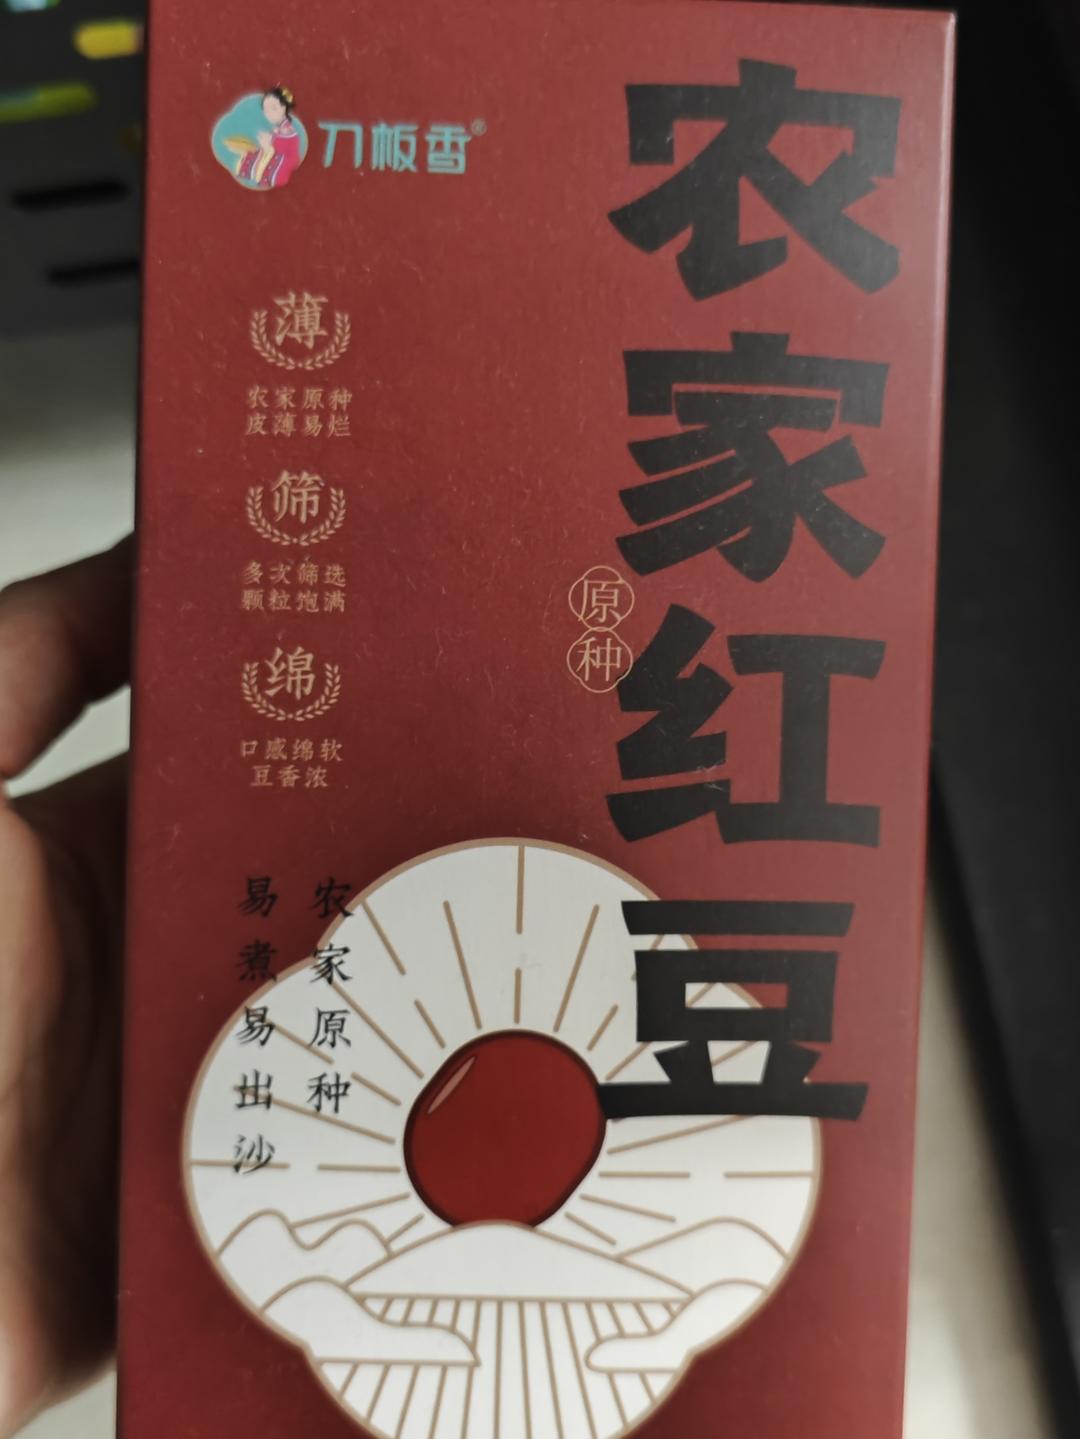 刀板香®
农家红豆
原种
薄
农家原种
皮薄易烂
筛
多次筛选
颗粒饱满
绵
口感绵软
豆香浓
农家原种
易煮易出沙